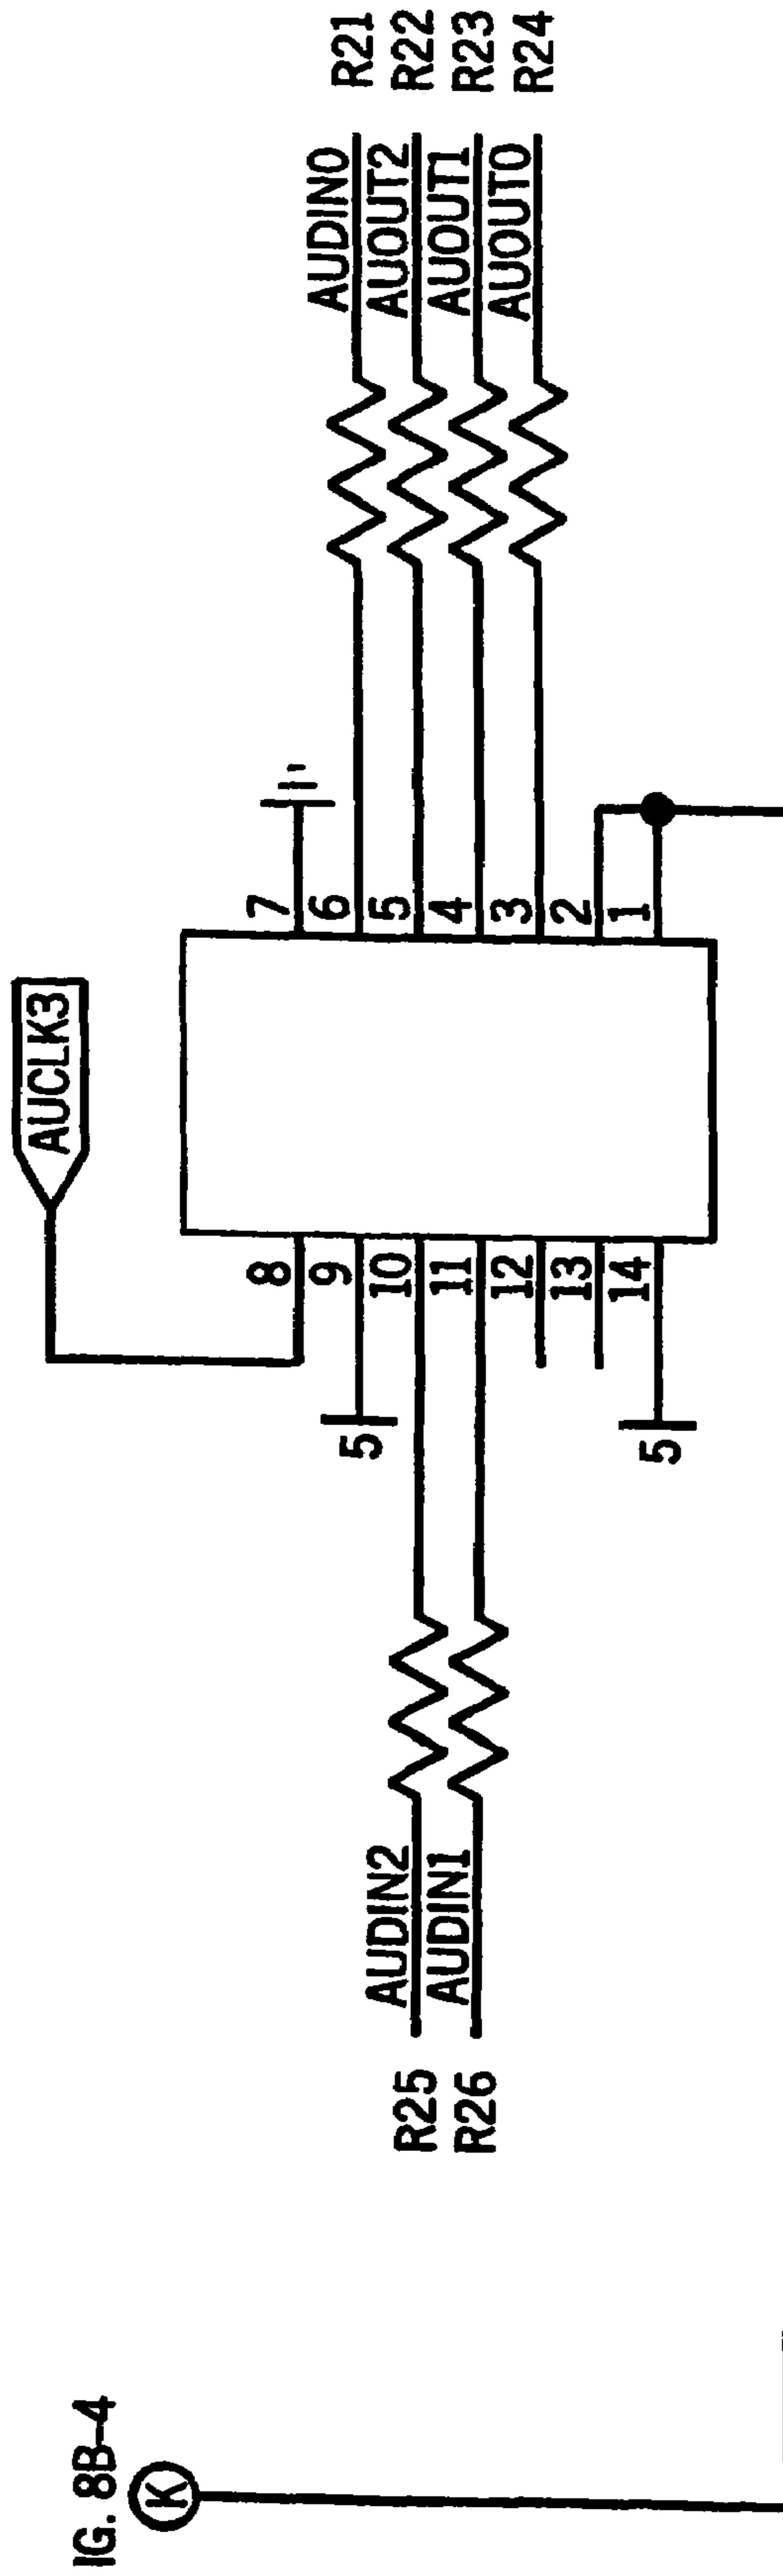 IG. 8B-4
K
AUCLK3
R25 AUDIN2
R26 AUDIN1
8
9
10
11
12
13
14
5
5
7
6
5
4
3
2
1
AUDIN0 R21
AUOUT2 R22
AUOUT1 R23
AUOUT0 R24